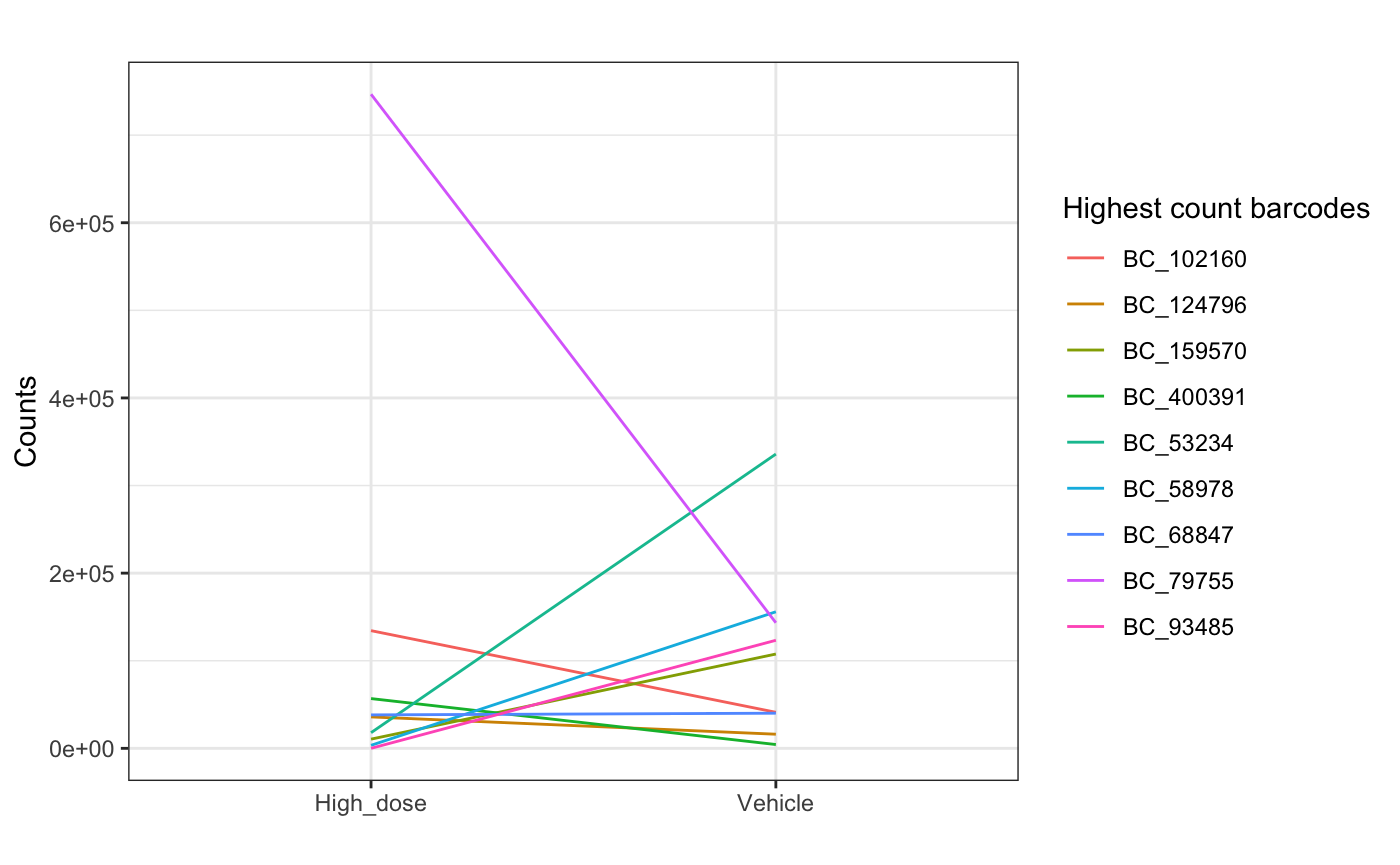 Counts
6e+05
4e+05
2e+05
0e+00
High_dose
Vehicle
Highest count barcodes
BC_102160
BC_124796
BC_159570
BC_400391
BC_53234
BC_58978
BC_68847
BC_79755
BC_93485